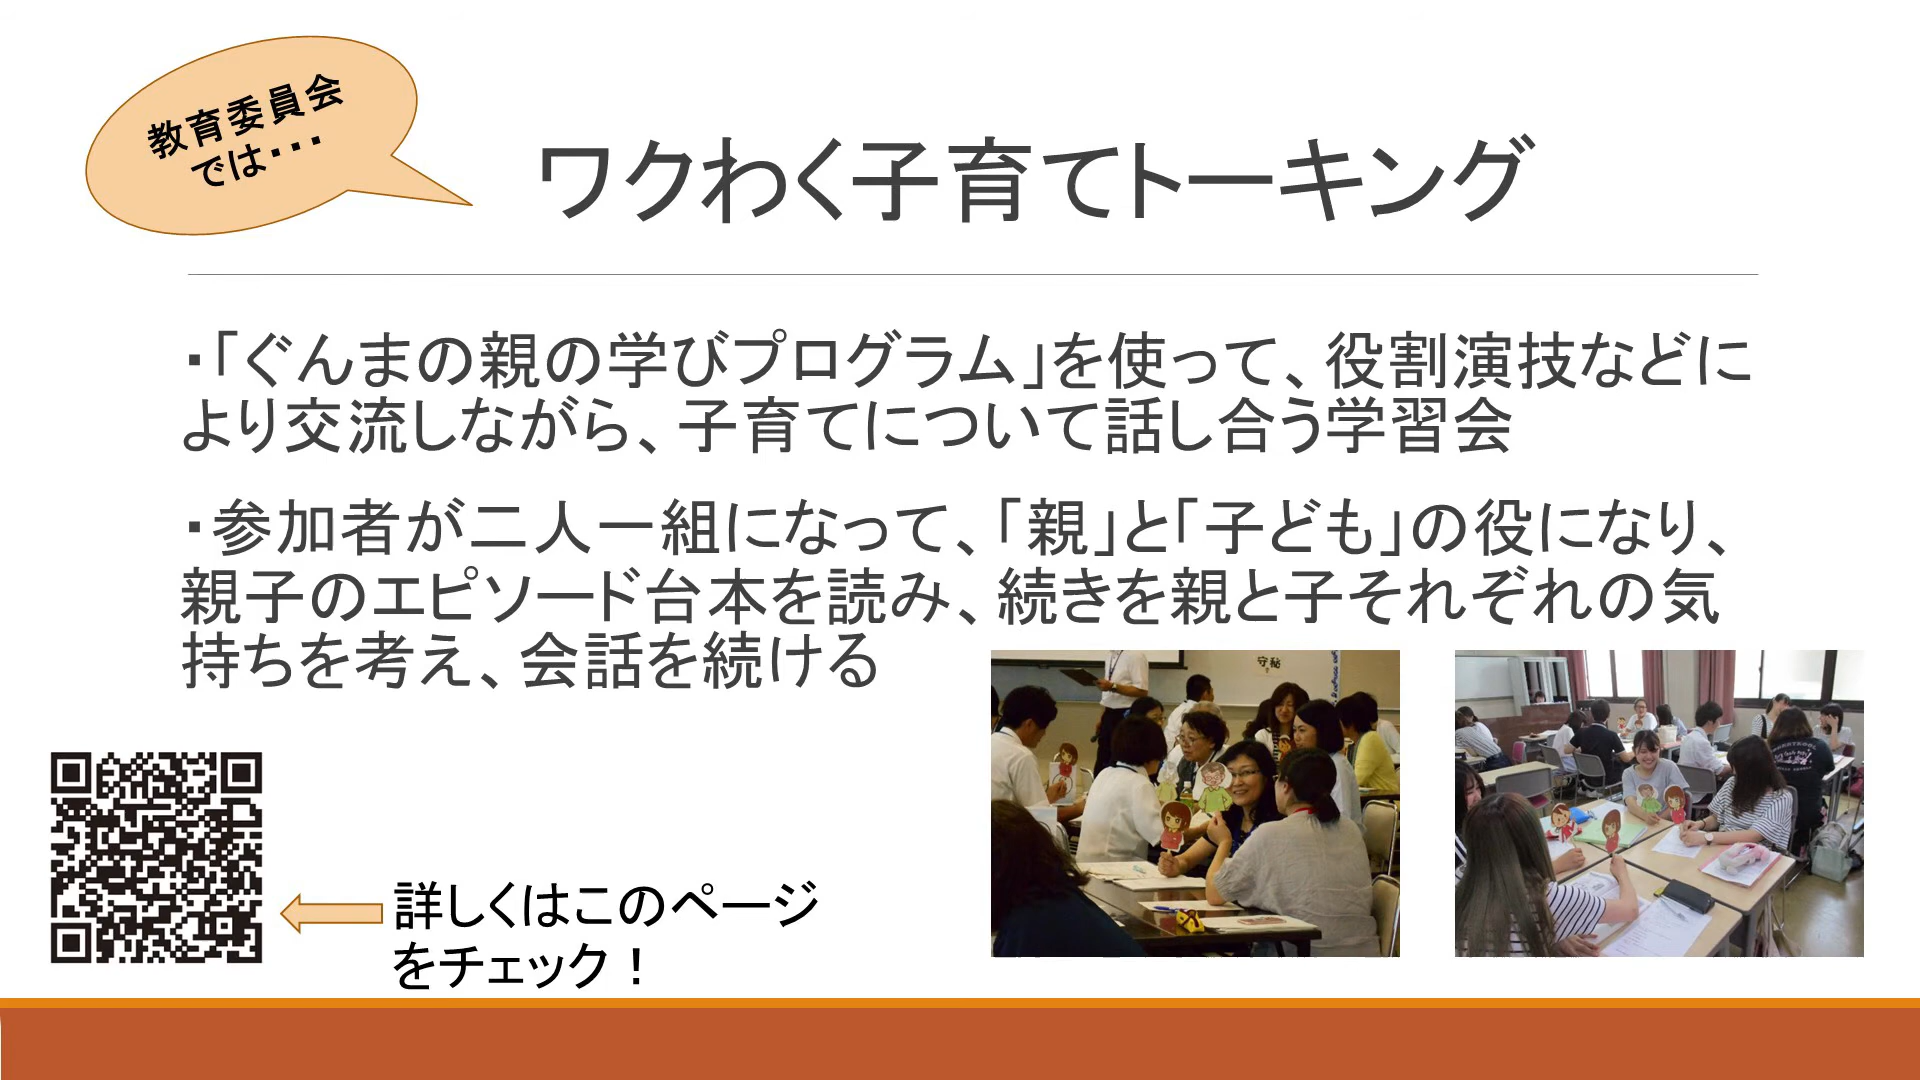 教育委員会
では・・・
ワクわく子育てトーキング
・「ぐんまの親の学びプログラム」を使って、役割演技などに
より交流しながら、子育てについて話し合う学習会
・参加者が二人一組になって、「親」と「子ども」の役になり、
親子のエピソード台本を読み、続きを親と子それぞれの気
持ちを考え、会話を続ける
守秘
詳しくはこのページ
をチェック！